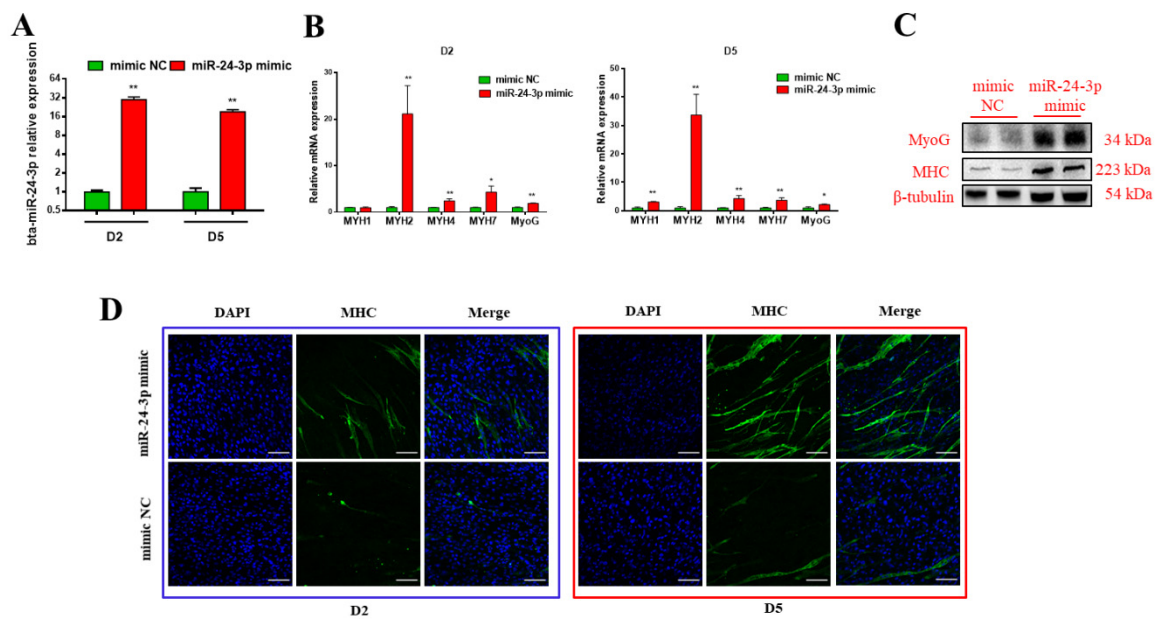 A
mimic NC miR-24-3p mimic
bta-miR-24-3p relative expression
64
32
16
8
4
2
1
0.5
** **
D2 D5
B
D2
mimic NC
miR-24-3p mimic
Relative mRNA expression
30
20
10
0
** ** * **
MYH1 MYH2 MYH4 MYH7 MyoG
D5
mimic NC
miR-24-3p mimic
Relative mRNA expression
50
40
30
20
10
0
** ** ** ** *
MYH1 MYH2 MYH4 MYH7 MyoG
C
mimic miR-24-3p
NC mimic
MyoG 34 kDa
MHC 223 kDa
β-tubulin 54 kDa
D
DAPI MHC Merge DAPI MHC Merge
miR-24-3p mimic
mimic NC
D2 D5